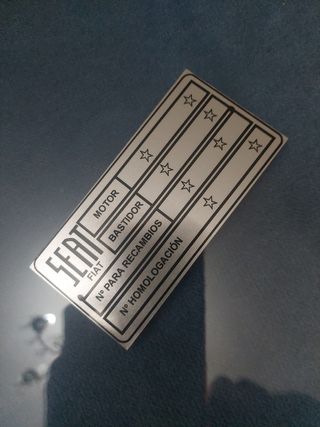 SEAT
FIAT
MOTOR
BASTIDOR
Nº PARA RECAMBIOS
Nº HOMOLOGACIÓN